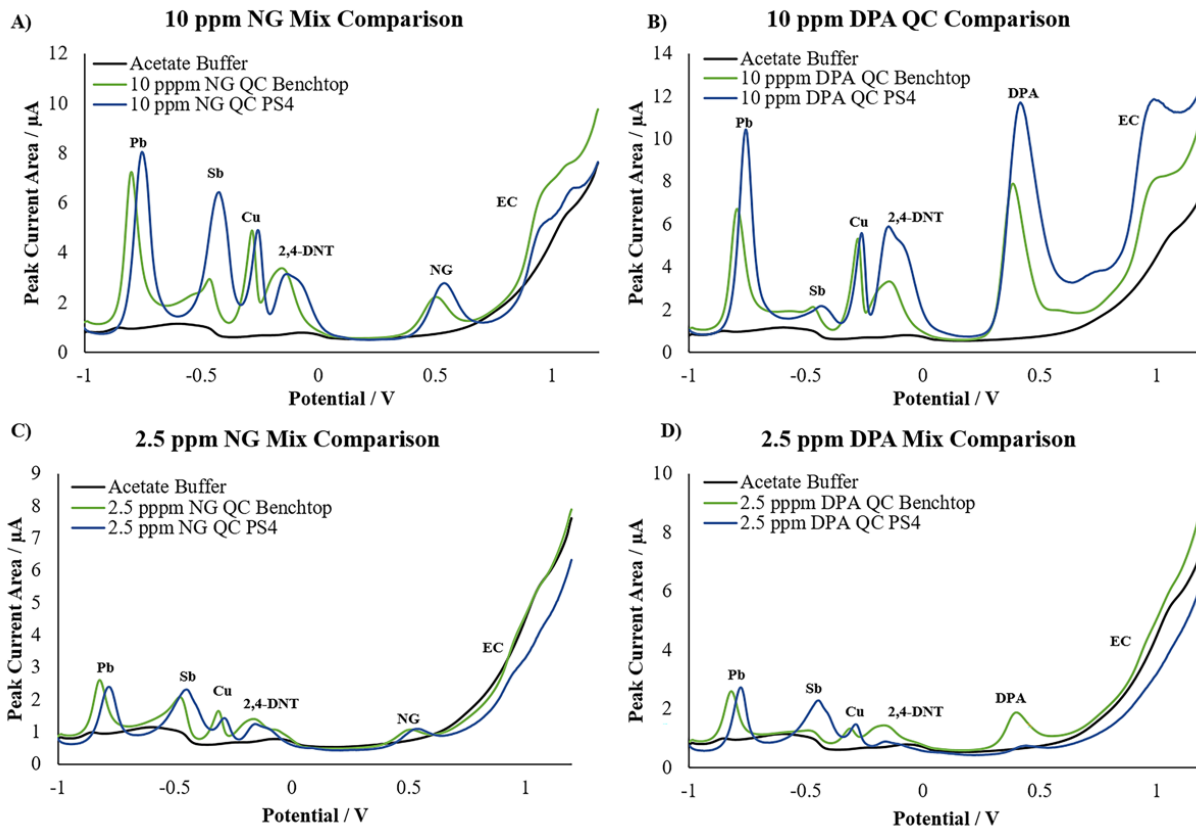 A)
10 ppm NG Mix Comparison
Acetate Buffer
10 pppm NG QC Benchtop
10 ppm NG QC PS4
Peak Current Area / µA
12
10
8
6
4
2
0
Pb
Sb
Cu
2,4-DNT
NG
EC
-1
-0.5
0
0.5
1
Potential / V
B)
10 ppm DPA QC Comparison
Acetate Buffer
10 pppm DPA QC Benchtop
10 ppm DPA QC PS4
Peak Current Area / µA
14
12
10
8
6
4
2
0
Pb
Sb
Cu
2,4-DNT
DPA
EC
-1
-0.5
0
0.5
1
Potential / V
C)
2.5 ppm NG Mix Comparison
Acetate Buffer
2.5 pppm NG QC Benchtop
2.5 ppm NG QC PS4
Peak Current Area / µA
9
8
7
6
5
4
3
2
1
0
Pb
Sb
Cu
2,4-DNT
NG
EC
-1
-0.5
0
0.5
1
Potential / V
D)
2.5 ppm DPA Mix Comparison
Acetate Buffer
2.5 pppm DPA QC Benchtop
2.5 ppm DPA QC PS4
Peak Current Area / µA
10
8
6
4
2
0
Pb
Sb
Cu
2,4-DNT
DPA
EC
-1
-0.5
0
0.5
1
Potential / V